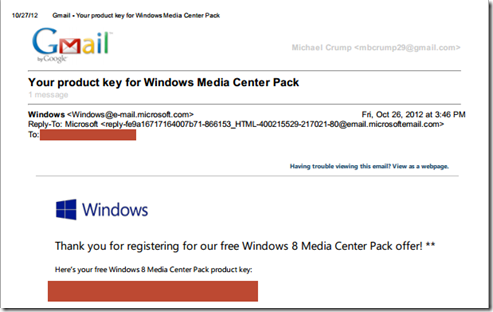 10/27/12 Gmail - Your product key for Windows Media Center Pack
Gmail
by Google
Michael Crump <mbcrump29@gmail.com>
Your product key for Windows Media Center Pack
1 message
Windows <Windows@e-mail.microsoft.com> Fri, Oct 26, 2012 at 3:46 PM
Reply-To: Microsoft <reply-fe9a16717164007b71-866153_HTML-400215529-217021-80@email.microsoftemail.com>
To:
Having trouble viewing this email? View as a webpage.
Windows
Thank you for registering for our free Windows 8 Media Center Pack offer! **
Here's your free Windows 8 Media Center Pack product key: